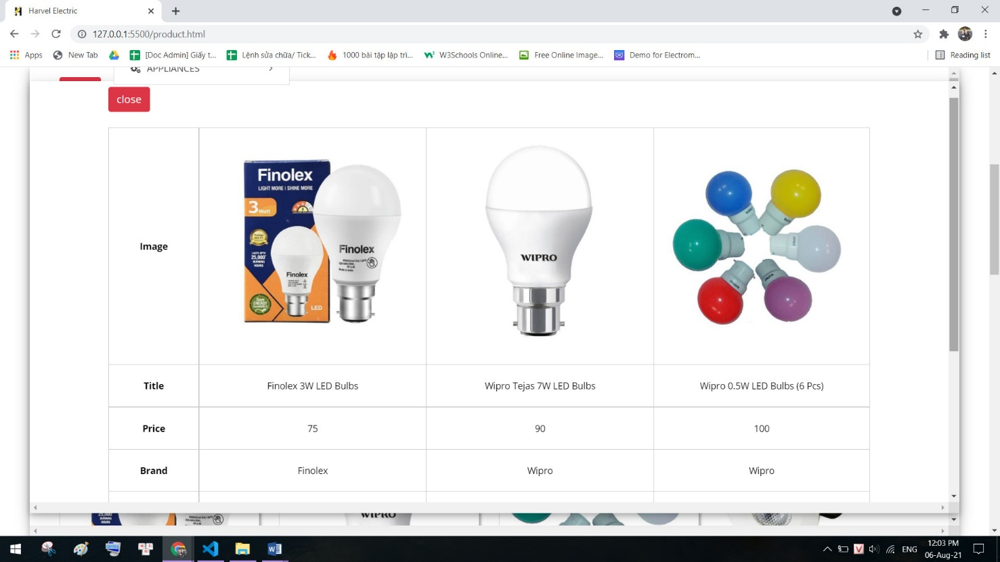 Harvel Electric
127.0.0.1:5500/product.html
Apps
New Tab
[Doc Admin] Giấy t...
Lệnh sửa chữa/ Tick...
1000 bài tập lập trì...
W3Schools Online...
Free Online Image...
Demo for Electrom...
Reading list
APPLIANCES
close
Image
Finolex
LIGHT MORE | SHINE MORE
3 Watt
LASTS UPTO
25,000
BURNING
HOURS
Finolex
LED
Finolex
WIPRO
Title
Finolex 3W LED Bulbs
Wipro Tejas 7W LED Bulbs
Wipro 0.5W LED Bulbs (6 Pcs)
Price
75
90
100
Brand
Finolex
Wipro
Wipro
25,000
BURNING
HOURS
WIPRO
ENG
12:03 PM
06-Aug-21